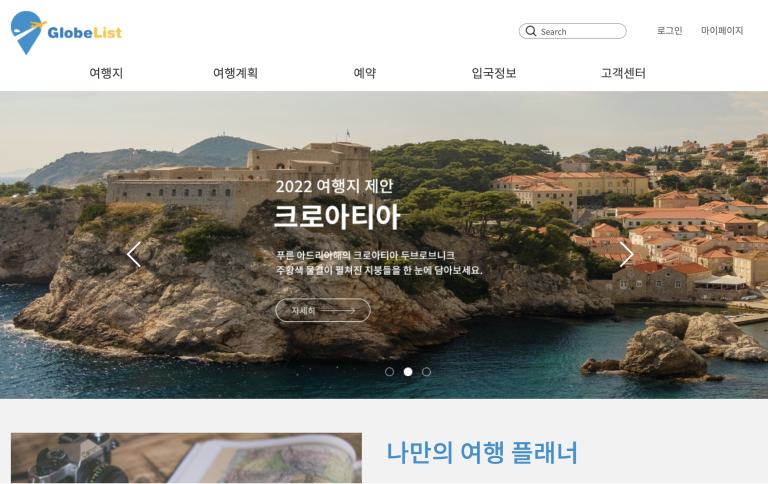 GlobeList
Search
로그인
마이페이지
여행지
여행계획
예약
입국정보
고객센터
2022 여행지 제안
크로아티아
푸른 아드리아해의 크로아티아 두브로브니크
주황색 물결이 펼쳐진 지붕들을 한 눈에 담아보세요.
자세히
나만의 여행 플래너